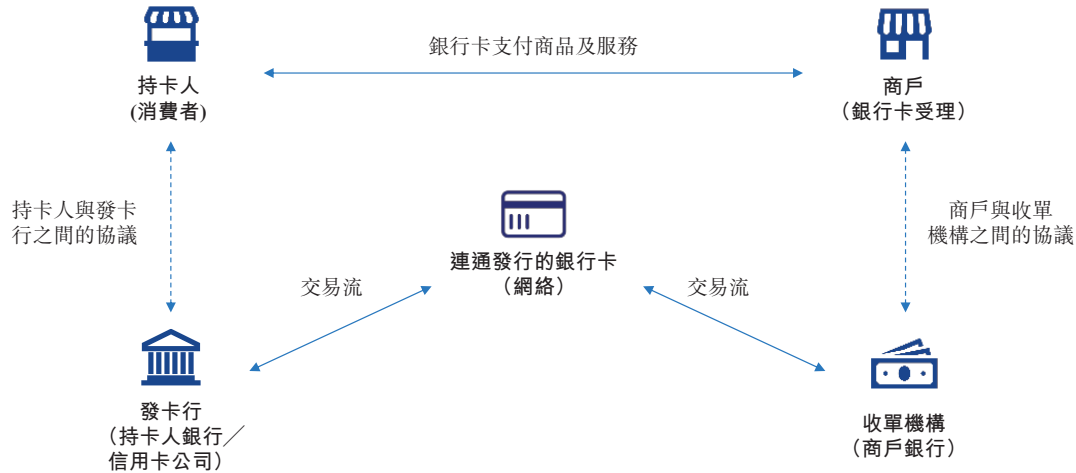 銀行卡支付商品及服務
持卡人
(消費者)
商戶
（銀行卡受理）
持卡人與發卡
行之間的協議
商戶與收單
機構之間的協議
連通發行的銀行卡
（網絡）
交易流
交易流
發卡行
（持卡人銀行／
信用卡公司）
收單機構
（商戶銀行）